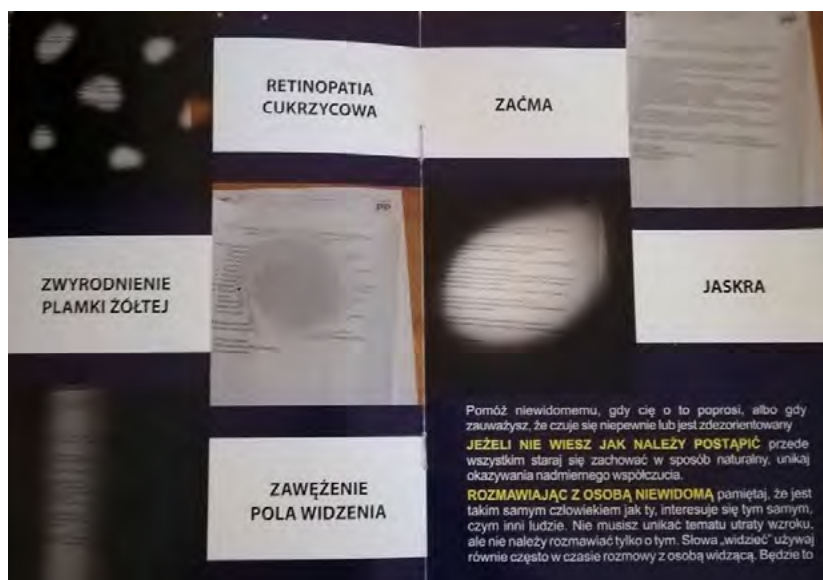 RETINOPATIA
CUKRZYCOWA
ZAĆMA
ZWYRODNIENIE
PLAMKI ŻÓŁTEJ
JASKRA
ZAWĘŻENIE
POLA WIDZENIA
Pomóż niewidomemu, gdy cię o to poprosi, albo gdy
zauważysz, że czuje się niepewnie lub jest zdezorientowany
JEŻELI NIE WIESZ JAK NALEŻY POSTĄPIĆ przede
wszystkim staraj się zachować w sposób naturalny, unikaj
okazywania nadmiernego współczucia.
ROZMAWIAJĄC Z OSOBĄ NIEWIDOMĄ pamiętaj, że jest
takim samym człowiekiem jak ty, interesuje się tym samym,
czym inni ludzie. Nie musisz unikać tematu utraty wzroku,
ale nie należy rozmawiać tylko o tym. Słowa „widzieć" używaj
równie często w czasie rozmowy z osobą widzącą. Będzie to